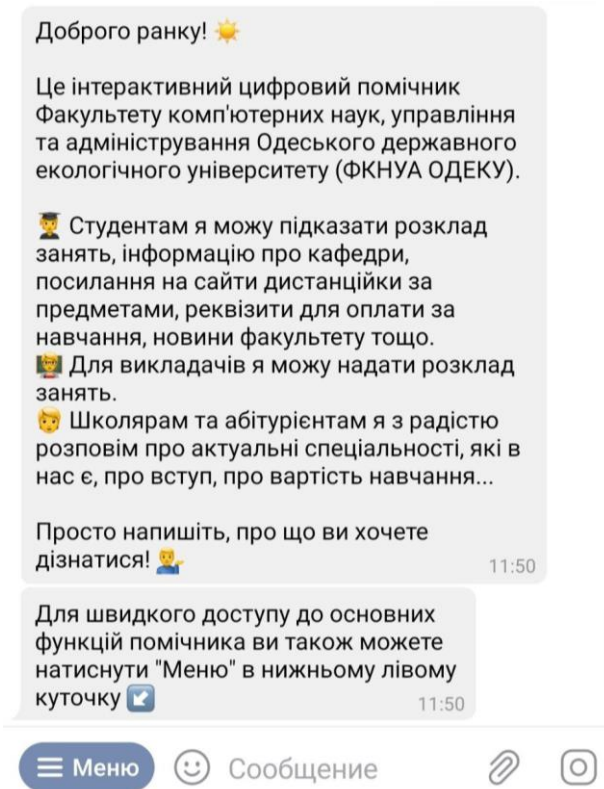 Доброго ранку! ☀️
Це інтерактивний цифровий помічник
Факультету комп'ютерних наук, управління
та адміністрування Одеського державного
екологічного університету (ФКНУА ОДЕКУ).
👨‍🎓 Студентам я можу підказати розклад
занять, інформацію про кафедри,
посилання на сайти дистанційки за
предметами, реквізити для оплати за
навчання, новини факультету тощо.
👨‍🏫 Для викладачів я можу надати розклад
занять.
🧑 Школярам та абітурієнтам я з радістю
розповім про актуальні спеціальності, які в
нас є, про вступ, про вартість навчання...
Просто напишіть, про що ви хочете
дізнатися! 💁‍♂️
11:50
Для швидкого доступу до основних
функцій помічника ви також можете
натиснути "Меню" в нижньому лівому
куточку ↙️
11:50
Меню Сообщение